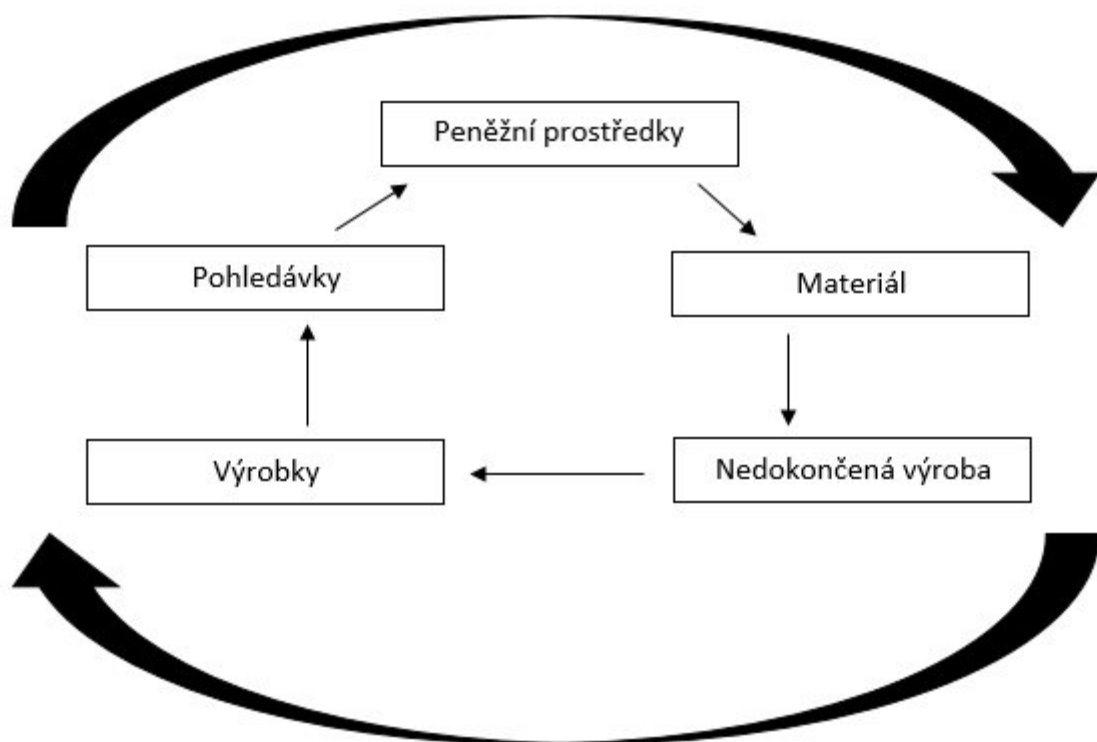 Peněžní prostředky
Pohledávky
Materiál
Výrobky
Nedokončená výroba